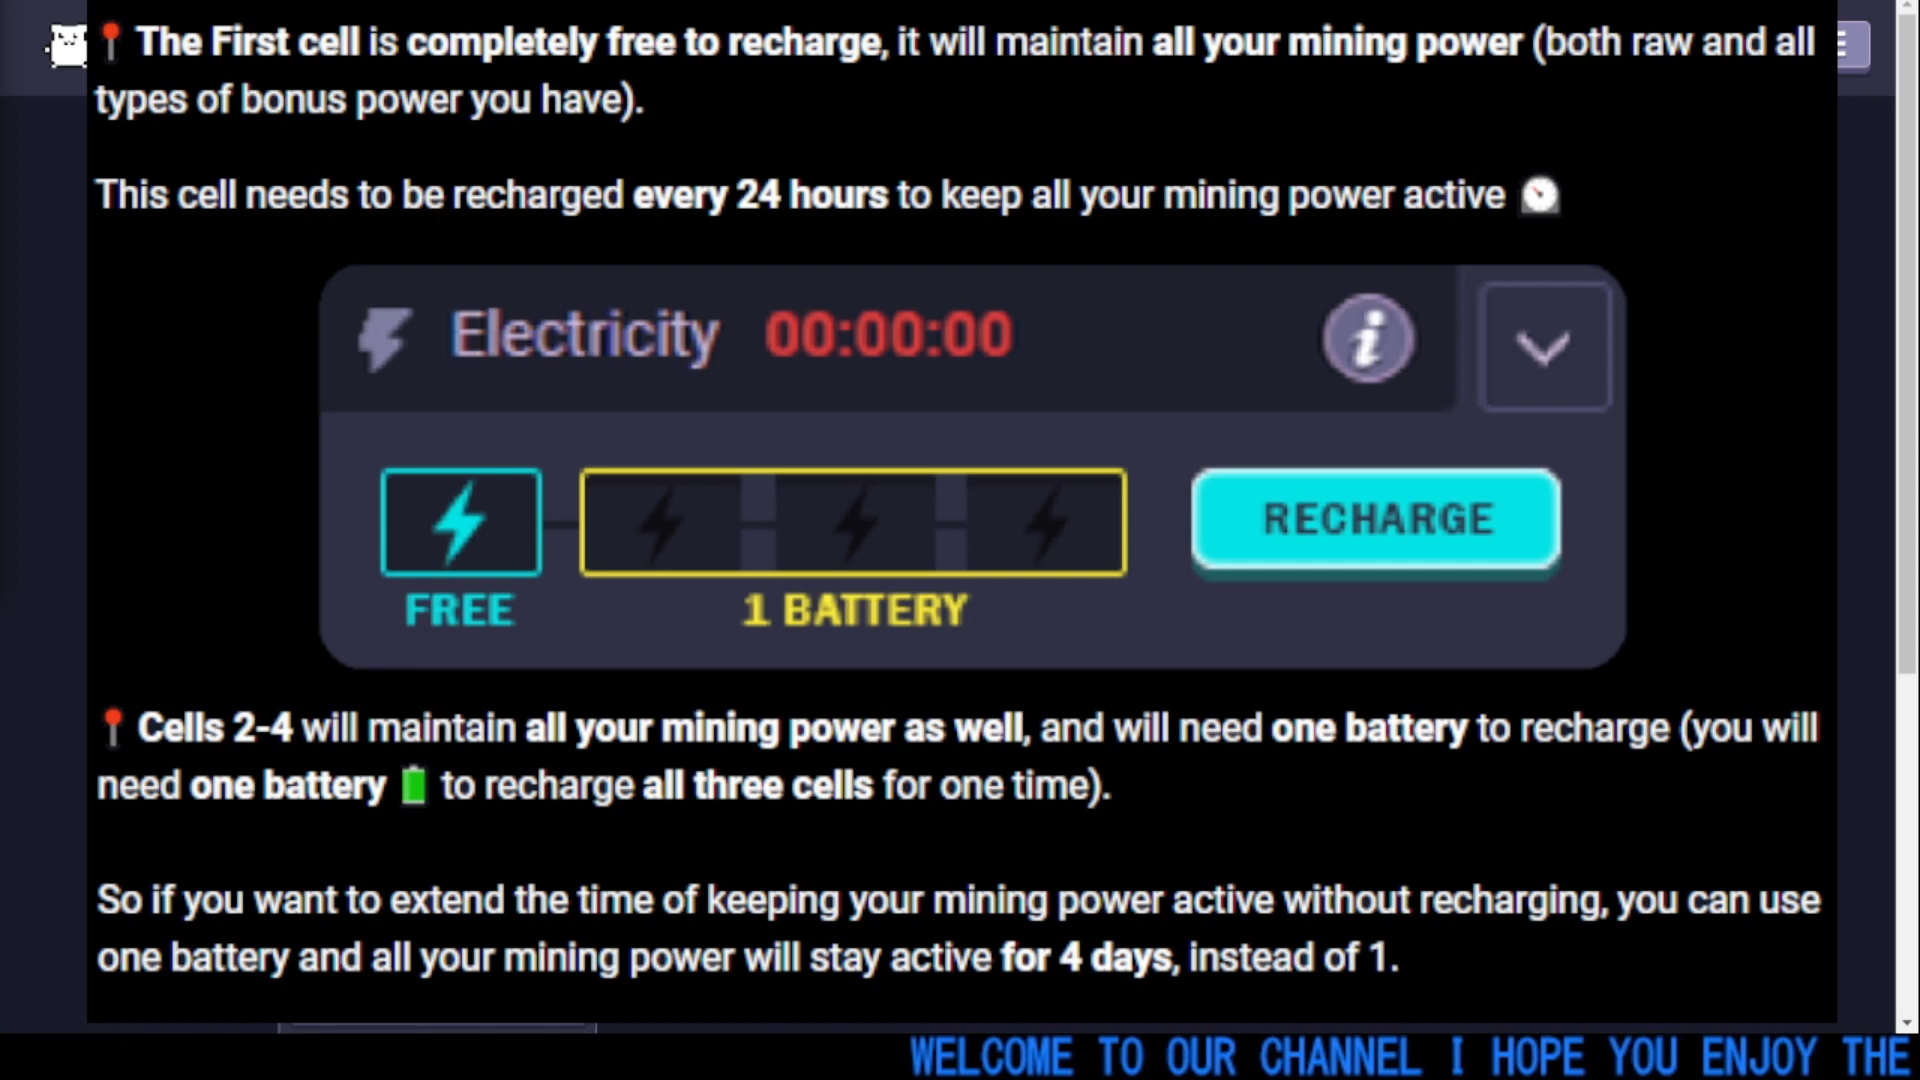 The First cell is completely free to recharge, it will maintain all your mining power (both raw and all
types of bonus power you have).
This cell needs to be recharged every 24 hours to keep all your mining power active
Electricity 00:00:00
RECHARGE
FREE 1 BATTERY
Cells 2-4 will maintain all your mining power as well, and will need one battery to recharge (you will
need one battery to recharge all three cells for one time).
So if you want to extend the time of keeping your mining power active without recharging, you can use
one battery and all your mining power will stay active for 4 days, instead of 1.
WELCOME TO OUR CHANNEL I HOPE YOU ENJOY THE